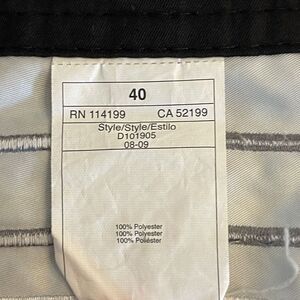 40
RN 114199 CA 52199
Style/Style/Estilo
D101905
08-09
100% Polyester
100% Polyester
100% Poliéster